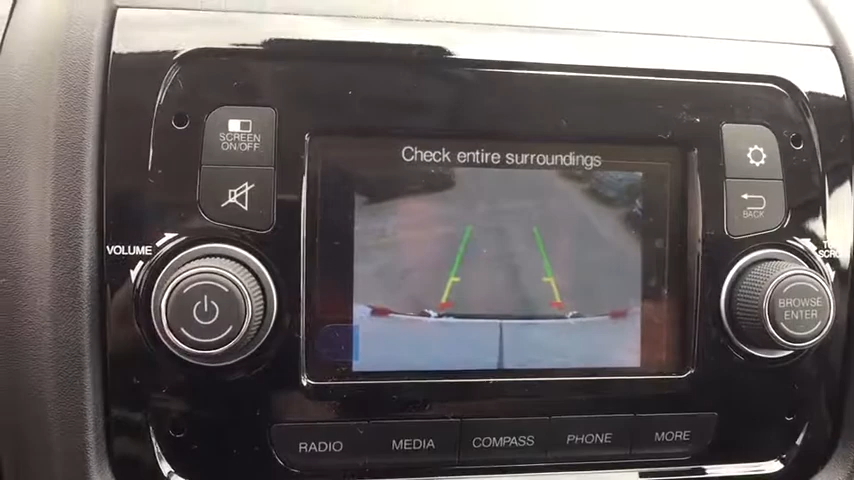 Check entire surroundings
SCREEN
ON/OFF
BACK
VOLUME
BROWSE
ENTER
RADIO
MEDIA
COMPASS
PHONE
MORE